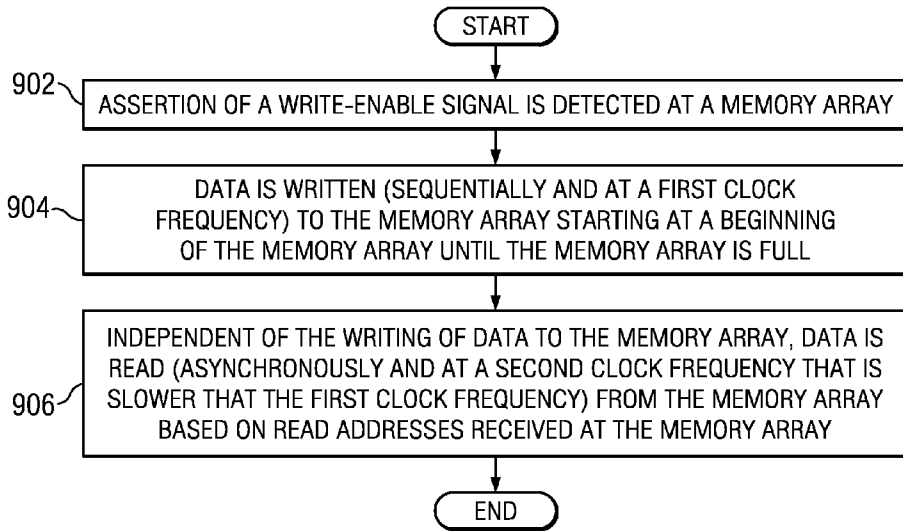 START
902
ASSERTION OF A WRITE-ENABLE SIGNAL IS DETECTED AT A MEMORY ARRAY
904
DATA IS WRITTEN (SEQUENTIALLY AND AT A FIRST CLOCK
FREQUENCY) TO THE MEMORY ARRAY STARTING AT A BEGINNING
OF THE MEMORY ARRAY UNTIL THE MEMORY ARRAY IS FULL
906
INDEPENDENT OF THE WRITING OF DATA TO THE MEMORY ARRAY, DATA IS
READ (ASYNCHRONOUSLY AND AT A SECOND CLOCK FREQUENCY THAT IS
SLOWER THAT THE FIRST CLOCK FREQUENCY) FROM THE MEMORY ARRAY
BASED ON READ ADDRESSES RECEIVED AT THE MEMORY ARRAY
END